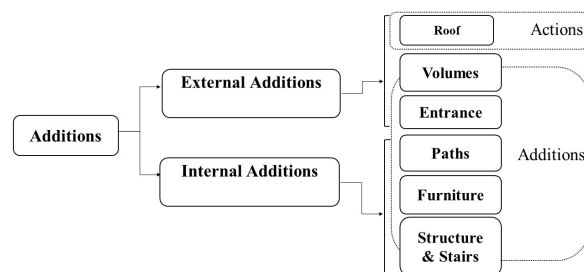 Additions
External Additions
Internal Additions
Roof
Volumes
Entrance
Paths
Furniture
Structure
& Stairs
Actions
Additions